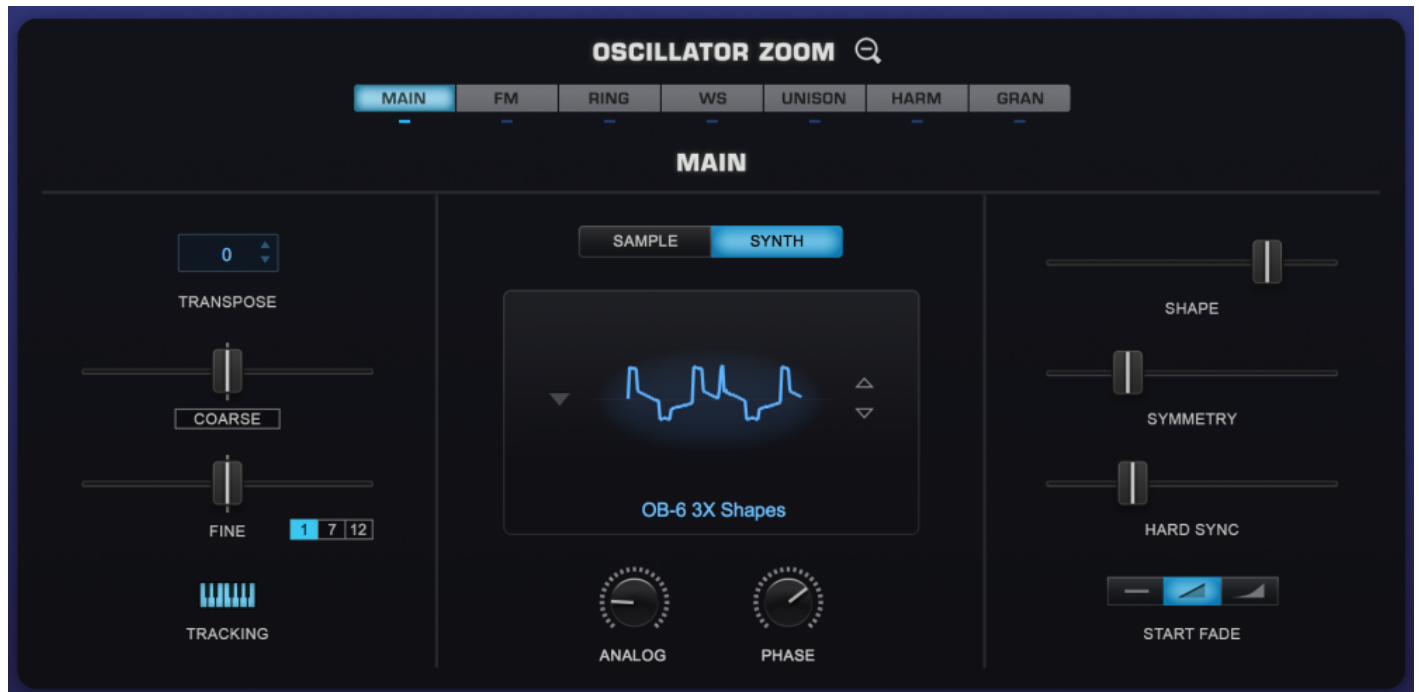 OSCILLATOR ZOOM
MAIN FM RING WS UNISON HARM GRAN
MAIN
0
TRANSPOSE
COARSE
FINE 1 7 12
TRACKING
SAMPLE SYNTH
OB-6 3X Shapes
ANALOG PHASE
SHAPE
SYMMETRY
HARD SYNC
START FADE